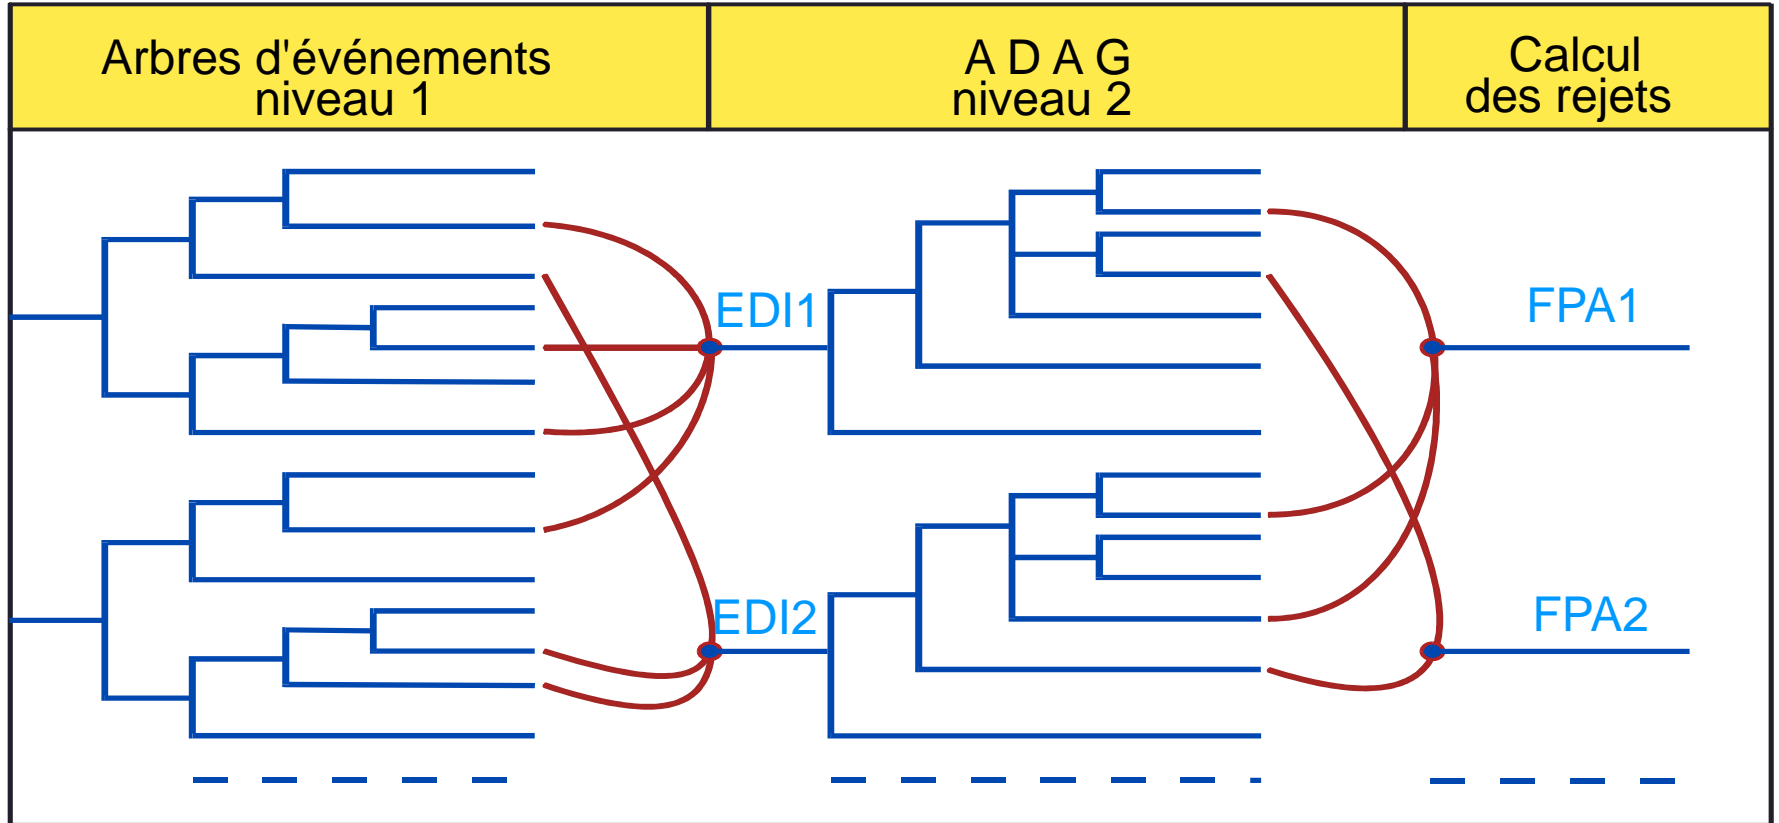 Arbres d'événements
niveau 1
A D A G
niveau 2
Calcul
des rejets
EDI1
FPA1
EDI2
FPA2